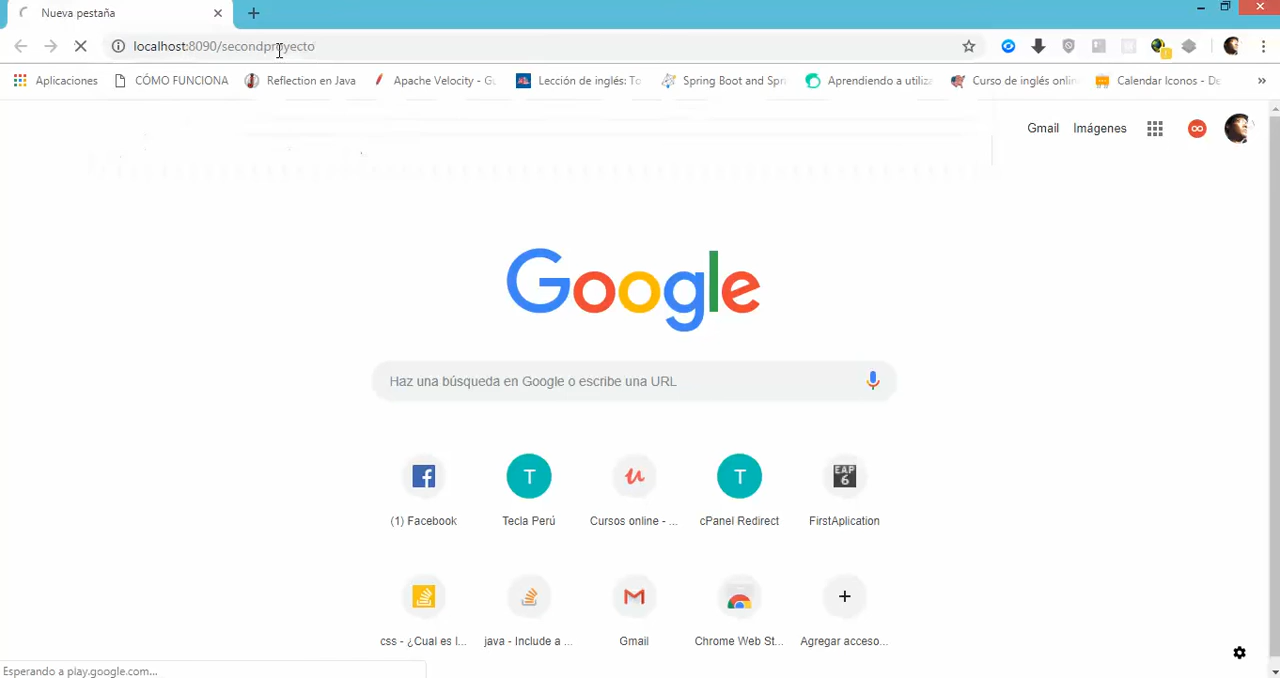 Nueva pestaña
localhost:8090/secondproyecto
Aplicaciones CÓMO FUNCIONA Reflection en Java Apache Velocity - Gu Lección de inglés: To Spring Boot and Spri Aprendiendo a utiliza Curso de inglés onlin Calendar Iconos - De »
Gmail Imágenes
Google
Haz una búsqueda en Google o escribe una URL
T T EAP 6
(1) Facebook Tecla Perú Cursos online - ... cPanel Redirect FirstAplication
css - ¿Cual es l... java - Include a ... Gmail Chrome Web St... Agregar acceso...
Esperando a play.google.com...